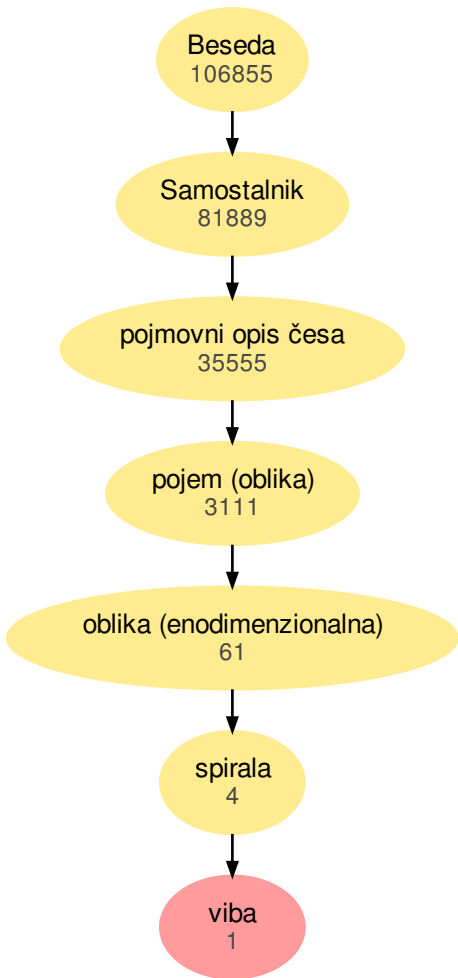 Beseda
106855
Samostalnik
81889
pojmovni opis česa
35555
pojem (oblika)
3111
oblika (enodimenzionalna)
61
spirala
4
viba
1